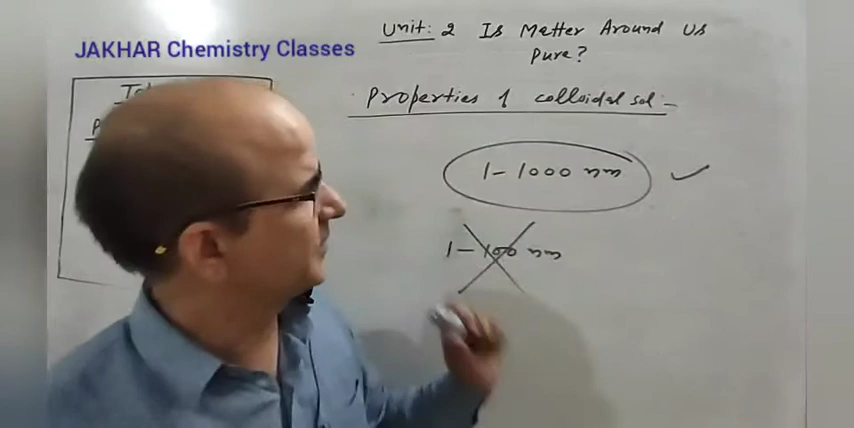 JAKHAR Chemistry Classes
Unit: 2 Is Matter Around Us
Pure?
Properties of colloidal sol -
1 - 1000 nm
1 - 100 nm